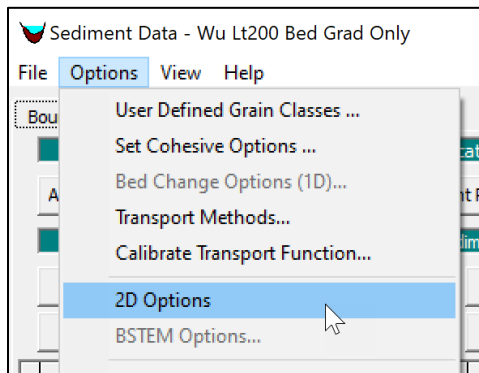 Sediment Data - Wu Lt200 Bed Grad Only
File Options View Help
User Defined Grain Classes ...
Set Cohesive Options ...
Bed Change Options (1D)...
Transport Methods...
Calibrate Transport Function...
2D Options
BSTEM Options...